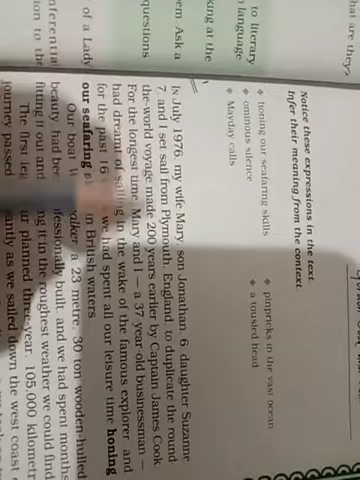 hat are they?
to literary
language
em. Ask a
king at the
questions
of a Lady
Notice these expressions in the text.
Infer their meaning from the context.
honing our seafaring skills
ominous silence
Mayday calls
pinpricks in the vast ocean
a tousled head
IN July 1976, my wife Mary, son Jonathan, 6, daughter Suzanne,
7, and I set sail from Plymouth, England, to duplicate the round-
the-world voyage made 200 years earlier by Captain James Cook.
For the longest time, Mary and I — a 37-year-old businessman —
had dreamt of sailing in the wake of the famous explorer, and
for the past 16 we had spent all our leisure time honing
our seafaring in British waters.
Our boat 23 metre, 30 ton wooden-hulled
beauty, had been professionally built, and we had spent months
fitting out and it in the roughest weather we could find.
The first planned three-year, 105,000 kilometre
journey passed as we sailed down the west coast